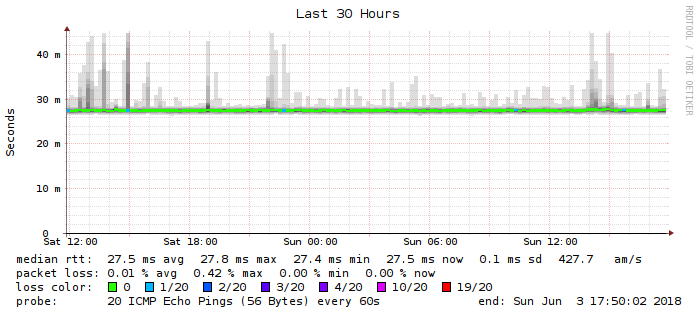 Last 30 Hours
RRDTOOL / TOBI OETIKER
Seconds
40 m
30 m
20 m
10 m
0
Sat 12:00 Sat 18:00 Sun 00:00 Sun 06:00 Sun 12:00
median rtt: 27.5 ms avg 27.8 ms max 27.4 ms min 27.5 ms now 0.1 ms sd 427.7 am/s
packet loss: 0.01 % avg 0.42 % max 0.00 % min 0.00 % now
loss color: 0 1/20 2/20 3/20 4/20 10/20 19/20
probe: 20 ICMP Echo Pings (56 Bytes) every 60s end: Sun Jun 3 17:50:02 2018